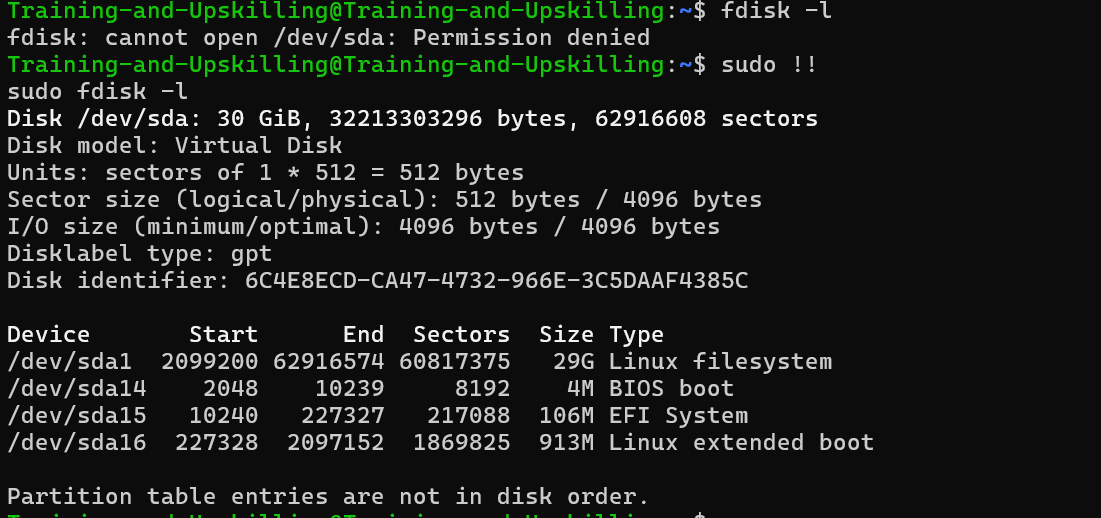 Training-and-Upskilling@Training-and-Upskilling:~$ fdisk -l
fdisk: cannot open /dev/sda: Permission denied
Training-and-Upskilling@Training-and-Upskilling:~$ sudo !!
sudo fdisk -l
Disk /dev/sda: 30 GiB, 32213303296 bytes, 62916608 sectors
Disk model: Virtual Disk
Units: sectors of 1 * 512 = 512 bytes
Sector size (logical/physical): 512 bytes / 4096 bytes
I/O size (minimum/optimal): 4096 bytes / 4096 bytes
Disklabel type: gpt
Disk identifier: 6C4E8ECD-CA47-4732-966E-3C5DAAF4385C
Device       Start      End  Sectors  Size Type
/dev/sda1  2099200 62916574 60817375   29G Linux filesystem
/dev/sda14    2048    10239     8192    4M BIOS boot
/dev/sda15   10240   227327   217088  106M EFI System
/dev/sda16  227328  2097152  1869825  913M Linux extended boot
Partition table entries are not in disk order.
Training-and-Upskilling@Training-and-Upskilling:~$